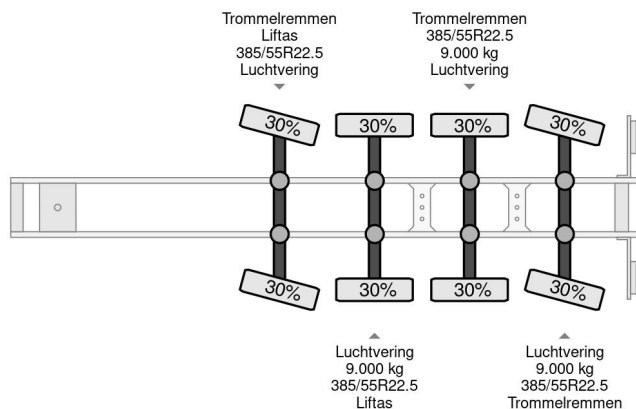 Trommelremmen
Liftas
385/55R22.5
Luchtvering
Trommelremmen
385/55R22.5
9.000 kg
Luchtvering
30%
30%
30%
30%
30%
30%
30%
30%
Luchtvering
9.000 kg
385/55R22.5
Liftas
Luchtvering
9.000 kg
385/55R22.5
Trommelremmen